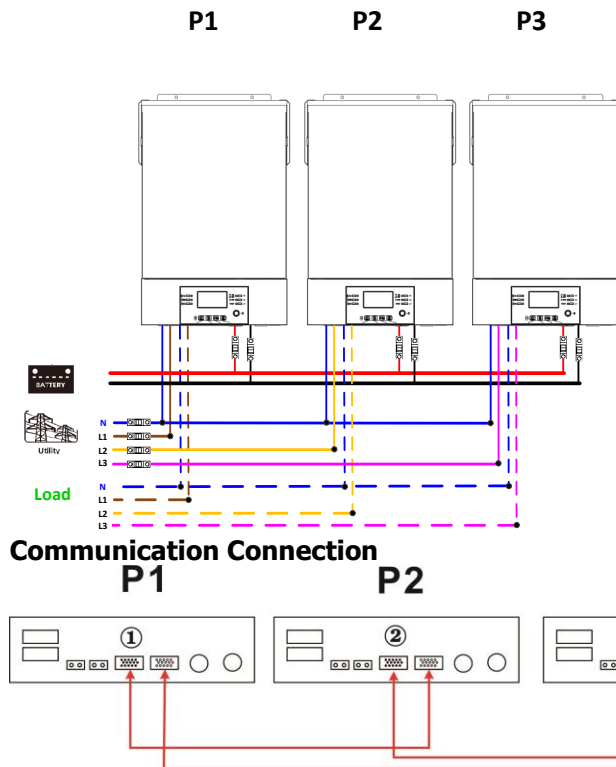 P1 P2 P3
BATTERY
Utility
N
L1
L2
L3
Load
N
L1
L2
L3
Communication Connection
P1 P2
① ②